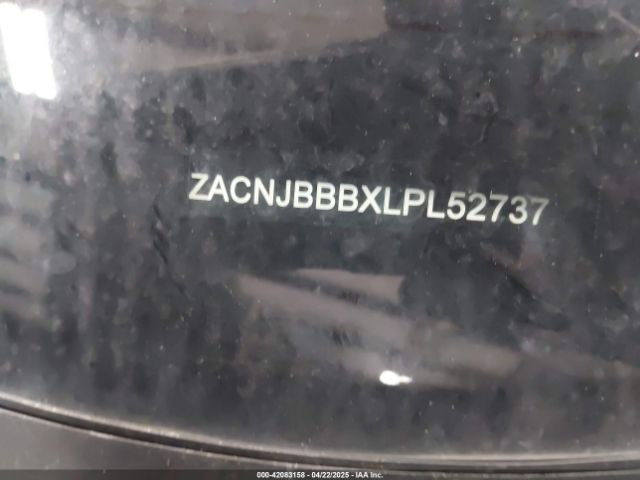 ZACNJBBBXLPL52737
000-42083158 - 04/22/2025 - IAA Inc.